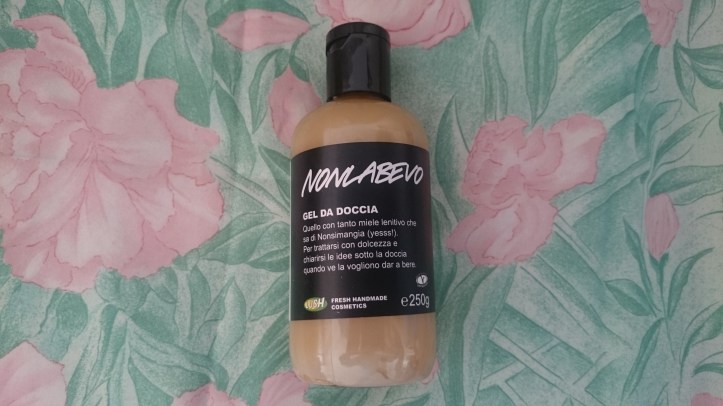 NONLABEVO
GEL DA DOCCIA
Quello con tanto miele lenitivo che
sa di Nonsimangia (yesss!).
Per trattarsi con dolcezza e
chiarirsi le idee sotto la doccia
quando ve la vogliono dar a bere.
LUSH FRESH HANDMADE
COSMETICS
℮250g